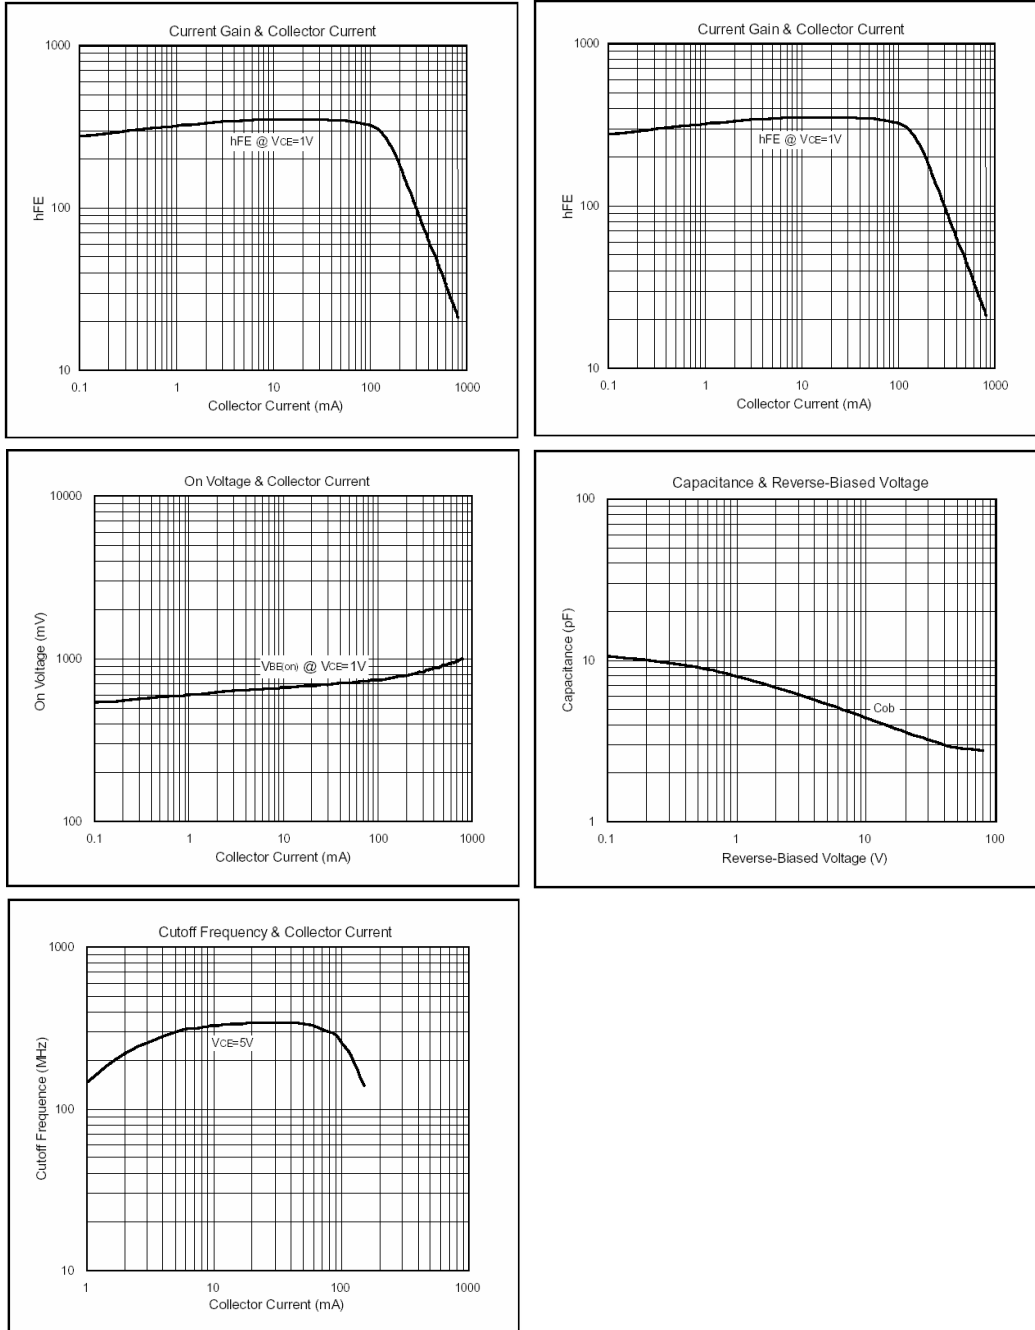 Current Gain & Collector Current
1000
100
10
hFE
hFE @ VCE=1V
0.1 1 10 100 1000
Collector Current (mA)
Current Gain & Collector Current
1000
100
10
hFE
hFE @ VCE=1V
0.1 1 10 100 1000
Collector Current (mA)
On Voltage & Collector Current
10000
1000
100
On Voltage (mV)
VBE(on) @ VCE=1V
0.1 1 10 100 1000
Collector Current (mA)
Capacitance & Reverse-Biased Voltage
100
10
1
Capacitance (pF)
Cob
0.1 1 10 100
Reverse-Biased Voltage (V)
Cutoff Frequency & Collector Current
1000
100
10
Cutoff Frequence (MHz)
VCE=5V
1 10 100 1000
Collector Current (mA)